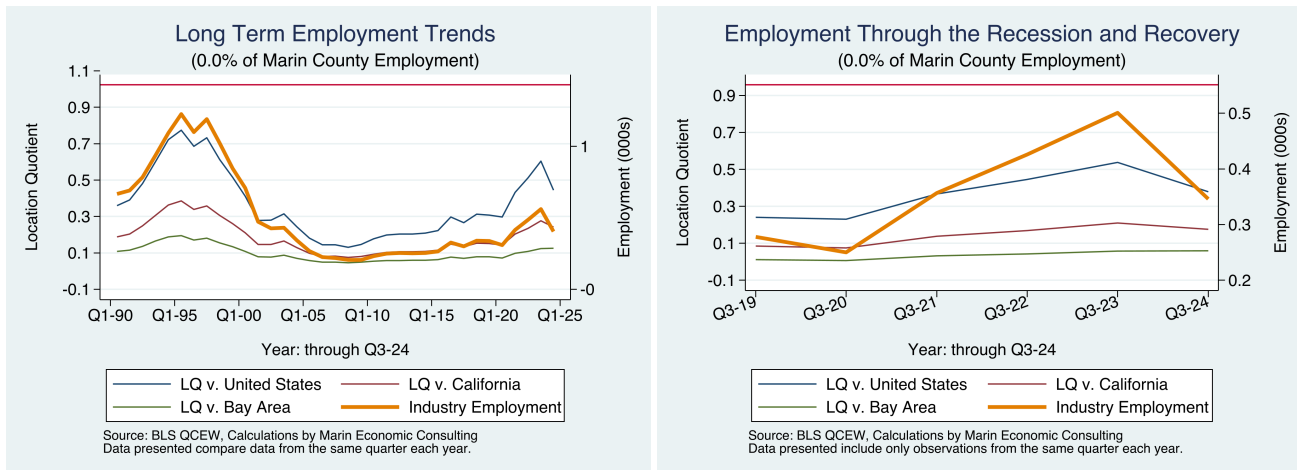 Long Term Employment Trends
(0.0% of Marin County Employment)
Location Quotient
1.1
0.9
0.7
0.5
0.3
0.1
-0.1
1
-0
Employment (000s)
Q1-90 Q1-95 Q1-00 Q1-05 Q1-10 Q1-15 Q1-20 Q1-25
Year: through Q3-24
LQ v. United States LQ v. California
LQ v. Bay Area Industry Employment
Source: BLS QCEW, Calculations by Marin Economic Consulting
Data presented compare data from the same quarter each year.
Employment Through the Recession and Recovery
(0.0% of Marin County Employment)
Location Quotient
0.9
0.7
0.5
0.3
0.1
-0.1
0.5
0.4
0.3
0.2
Employment (000s)
Q3-19 Q3-20 Q3-21 Q3-22 Q3-23 Q3-24
Year: through Q3-24
LQ v. United States LQ v. California
LQ v. Bay Area Industry Employment
Source: BLS QCEW, Calculations by Marin Economic Consulting
Data presented include only observations from the same quarter each year.